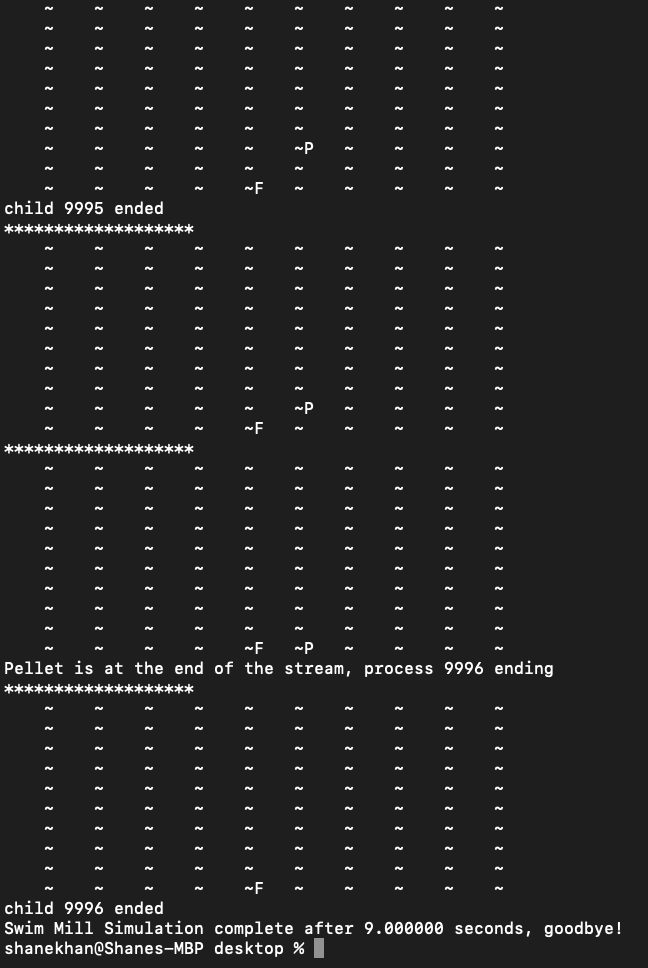 ~    ~    ~    ~    ~    ~    ~    ~    ~    ~
    ~    ~    ~    ~    ~    ~    ~    ~    ~    ~
    ~    ~    ~    ~    ~    ~    ~    ~    ~    ~
    ~    ~    ~    ~    ~    ~    ~    ~    ~    ~
    ~    ~    ~    ~    ~    ~    ~    ~    ~    ~
    ~    ~    ~    ~    ~    ~    ~    ~    ~    ~
    ~    ~    ~    ~    ~    ~    ~    ~    ~    ~
    ~    ~    ~    ~    ~    ~P   ~    ~    ~    ~
    ~    ~    ~    ~    ~    ~    ~    ~    ~    ~
    ~    ~    ~    ~    ~F   ~    ~    ~    ~    ~
child 9995 ended
*******************
    ~    ~    ~    ~    ~    ~    ~    ~    ~    ~
    ~    ~    ~    ~    ~    ~    ~    ~    ~    ~
    ~    ~    ~    ~    ~    ~    ~    ~    ~    ~
    ~    ~    ~    ~    ~    ~    ~    ~    ~    ~
    ~    ~    ~    ~    ~    ~    ~    ~    ~    ~
    ~    ~    ~    ~    ~    ~    ~    ~    ~    ~
    ~    ~    ~    ~    ~    ~    ~    ~    ~    ~
    ~    ~    ~    ~    ~    ~    ~    ~    ~    ~
    ~    ~    ~    ~    ~    ~P   ~    ~    ~    ~
    ~    ~    ~    ~    ~F   ~    ~    ~    ~    ~
*******************
    ~    ~    ~    ~    ~    ~    ~    ~    ~    ~
    ~    ~    ~    ~    ~    ~    ~    ~    ~    ~
    ~    ~    ~    ~    ~    ~    ~    ~    ~    ~
    ~    ~    ~    ~    ~    ~    ~    ~    ~    ~
    ~    ~    ~    ~    ~    ~    ~    ~    ~    ~
    ~    ~    ~    ~    ~    ~    ~    ~    ~    ~
    ~    ~    ~    ~    ~    ~    ~    ~    ~    ~
    ~    ~    ~    ~    ~    ~    ~    ~    ~    ~
    ~    ~    ~    ~    ~    ~    ~    ~    ~    ~
    ~    ~    ~    ~    ~F   ~P   ~    ~    ~    ~
Pellet is at the end of the stream, process 9996 ending
*******************
    ~    ~    ~    ~    ~    ~    ~    ~    ~    ~
    ~    ~    ~    ~    ~    ~    ~    ~    ~    ~
    ~    ~    ~    ~    ~    ~    ~    ~    ~    ~
    ~    ~    ~    ~    ~    ~    ~    ~    ~    ~
    ~    ~    ~    ~    ~    ~    ~    ~    ~    ~
    ~    ~    ~    ~    ~    ~    ~    ~    ~    ~
    ~    ~    ~    ~    ~    ~    ~    ~    ~    ~
    ~    ~    ~    ~    ~    ~    ~    ~    ~    ~
    ~    ~    ~    ~    ~    ~    ~    ~    ~    ~
    ~    ~    ~    ~    ~F   ~    ~    ~    ~    ~
child 9996 ended
Swim Mill Simulation complete after 9.000000 seconds, goodbye!
shanekhan@Shanes-MBP desktop %